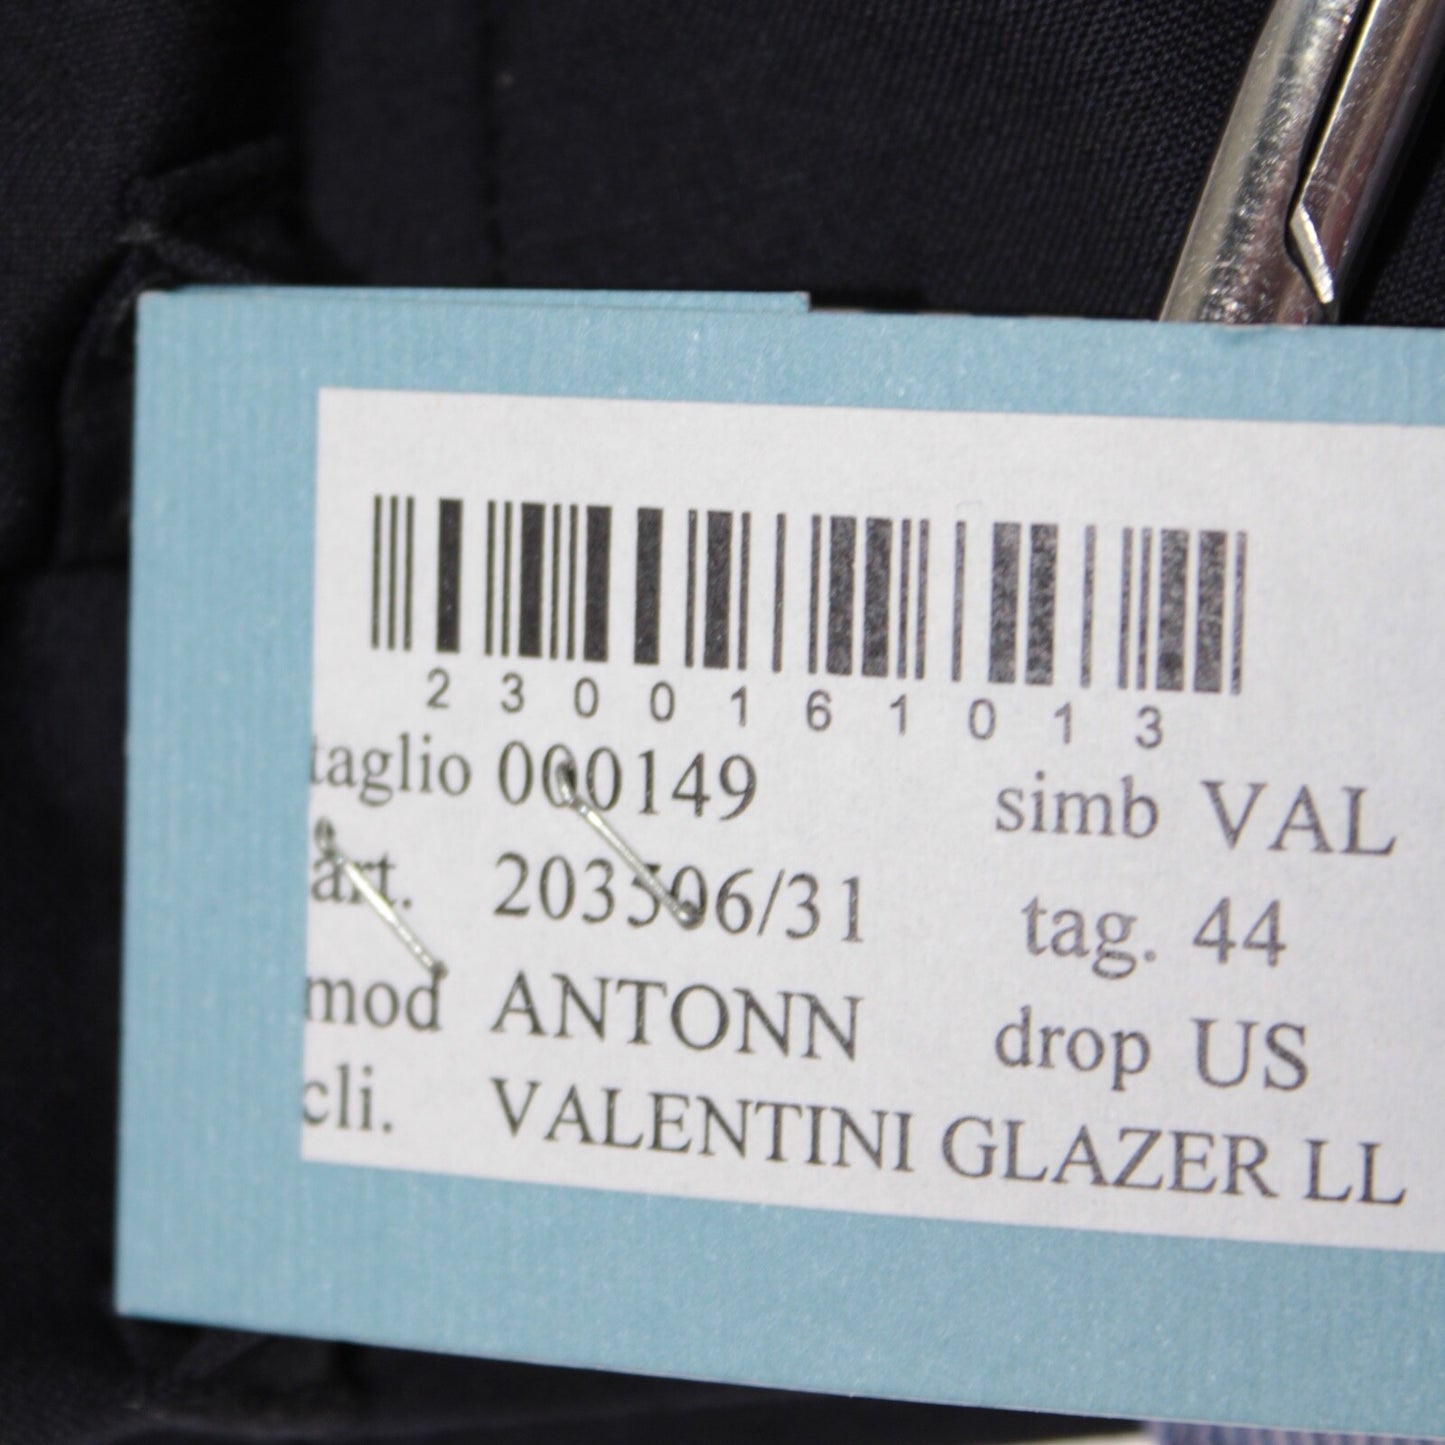 2300161013
taglio 000149 simb VAL
art. 203506/31 tag. 44
mod ANTONN drop US
cli. VALENTINI GLAZER LL